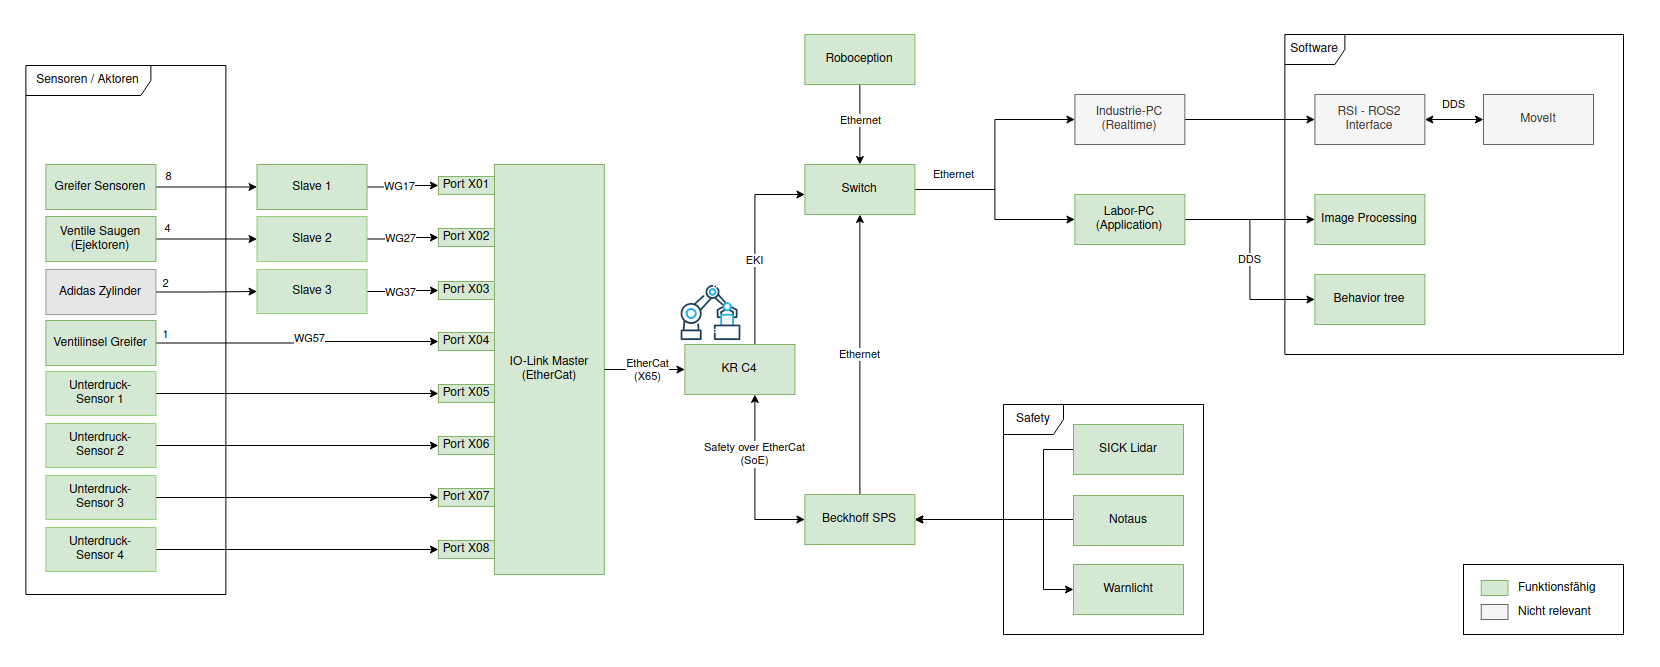 Sensoren / Aktoren
Greifer Sensoren
8
Slave 1
WG17
Port X01
Ventile Saugen
(Ejektoren)
4
Slave 2
WG27
Port X02
Adidas Zylinder
2
Slave 3
WG37
Port X03
Ventilinsel Greifer
1
WG57
Port X04
Unterdruck-
Sensor 1
Port X05
Unterdruck-
Sensor 2
Port X06
Unterdruck-
Sensor 3
Port X07
Unterdruck-
Sensor 4
Port X08
IO-Link Master
(EtherCat)
EtherCat
(X65)
KR C4
EKI
Safety over EtherCat
(SoE)
Roboception
Ethernet
Switch
Ethernet
Ethernet
Beckhoff SPS
Industrie-PC
(Realtime)
Labor-PC
(Application)
DDS
Software
RSI - ROS2
Interface
DDS
MoveIt
Image Processing
Behavior tree
Safety
SICK Lidar
Notaus
Warnlicht
Funktionsfähig
Nicht relevant